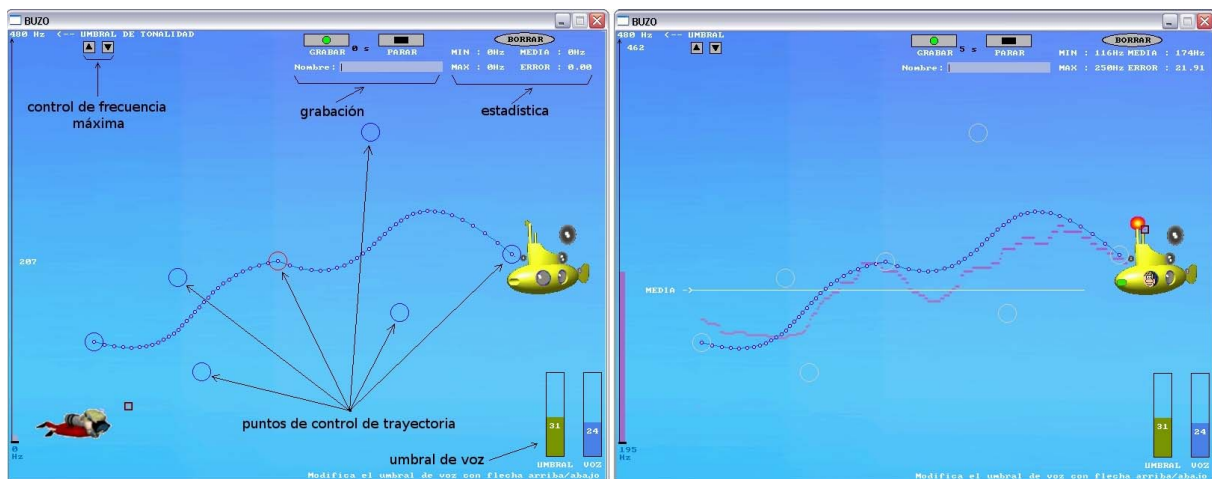 BUZO
480 Hz <-- UMBRAL DE TONALIDAD
GRABAR
0 s
PARAR
BORRAR
MIN : 0Hz MEDIA : 0Hz
MAX : 0Hz ERROR : 0.00
Nombre:
control de frecuencia
máxima
grabación
estadística
207
puntos de control de trayectoria
umbral de voz
31
24
0
Hz
UMBRAL VOZ
Modifica el umbral de voz con flecha arriba/abajo
BUZO
480 Hz <-- UMBRAL
462
GRABAR
5 s
PARAR
BORRAR
MIN : 116Hz MEDIA : 174Hz
MAX : 250Hz ERROR : 21.91
Nombre:
MEDIA ->
31
24
195
Hz
UMBRAL VOZ
Modifica el umbral de voz con flecha arriba/abajo